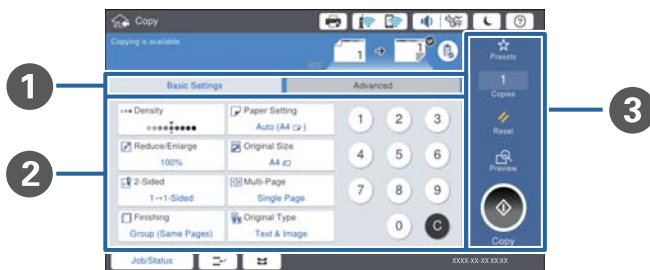 Copy
Copying is available.
Basic Settings
Advanced
Density
Paper Setting
Auto (A4)
Reduce/Enlarge
100%
Original Size
A4
2-Sided
1→1-Sided
Multi-Page
Single Page
Finishing
Group (Same Pages)
Original Type
Text & Image
1 2 3
4 5 6
7 8 9
0 C
Presets
1
Copies
Reset
Preview
Copy
Job/Status
XXXX-XX-XX XX:XX
1
1
1
2
3